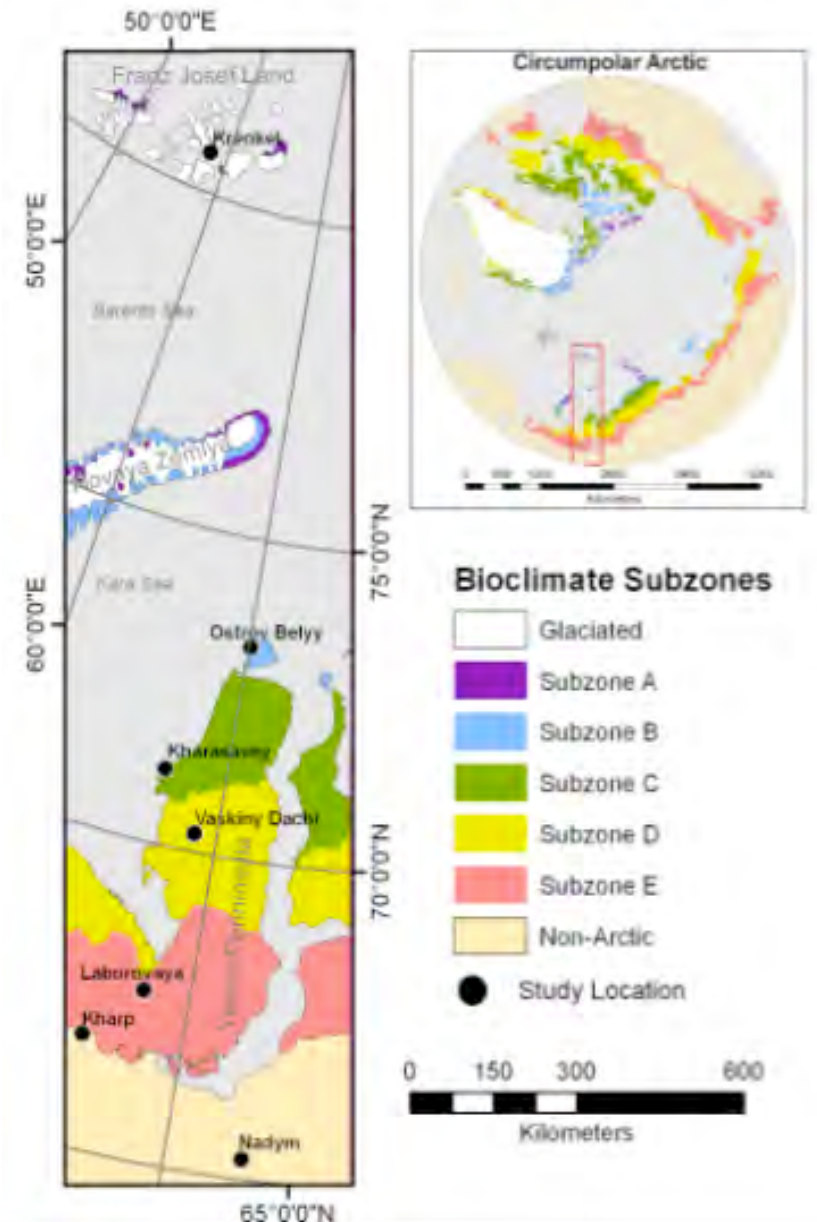 50°0'0"E
Franz Josef Land
Krenkel
50°0'0"E
Barents Sea
Novaya Zemlya
75°0'0"N
Kara Sea
60°0'0"E
Ostrov Belyy
Kharasavey
Vaskiny Dachi
70°0'0"N
Yamal Peninsula
Laborovaya
Kharp
Nadym
65°0'0"N
Circumpolar Arctic
Kilometers
Bioclimate Subzones
Glaciated
Subzone A
Subzone B
Subzone C
Subzone D
Subzone E
Non-Arctic
Study Location
0 150 300 600
Kilometers